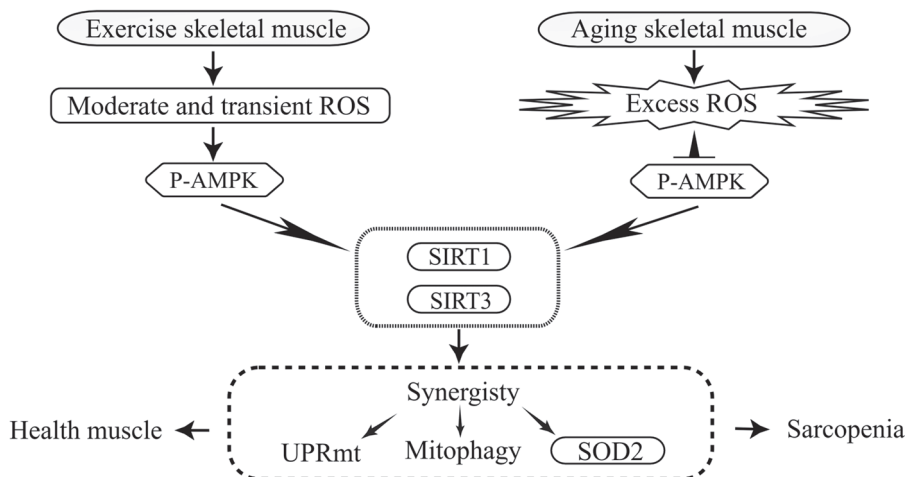 Exercise skeletal muscle
Aging skeletal muscle
Moderate and transient ROS
Excess ROS
P-AMPK
P-AMPK
SIRT1
SIRT3
Synergisty
Health muscle
Sarcopenia
UPRmt
Mitophagy
SOD2